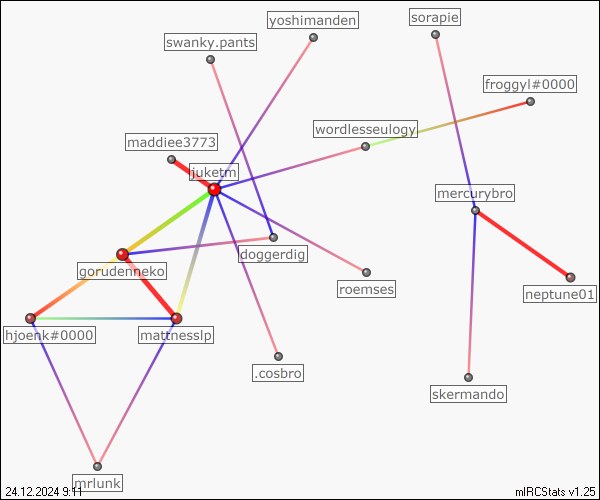 yoshimanden
sorapie
swanky.pants
froggyl#0000
wordlesseulogy
maddiee3773
juketm
mercurybro
doggerdig
gorudenneko
roemses
neptune01
hjoenk#0000
mattnesslp
.cosbro
skermando
mrlunk
24.12.2024 9:11
mIRCStats v1.25